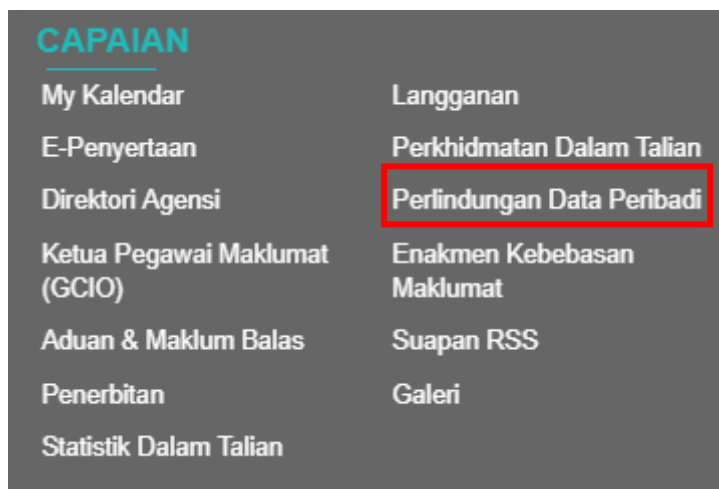 CAPAIAN
My Kalendar
E-Penyertaan
Direktori Agensi
Ketua Pegawai Maklumat
(GCIO)
Aduan & Maklum Balas
Penerbitan
Statistik Dalam Talian
Langganan
Perkhidmatan Dalam Talian
Perlindungan Data Peribadi
Enakmen Kebebasan
Maklumat
Suapan RSS
Galeri